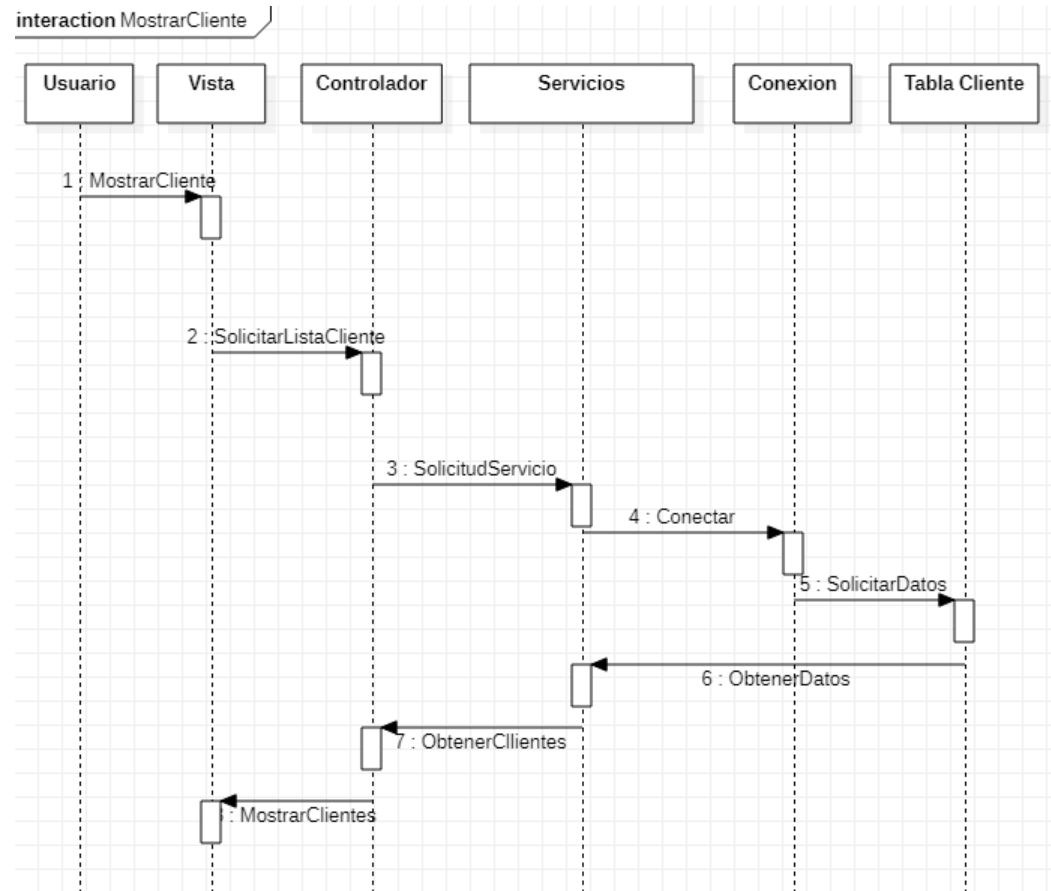 interaction MostrarCliente
Usuario
Vista
Controlador
Servicios
Conexion
Tabla Cliente
1 : MostrarCliente
2 : SolicitarListaCliente
3 : SolicitudServicio
4 : Conectar
5 : SolicitarDatos
6 : ObtenerDatos
7 : ObtenerCllientes
: MostrarClientes